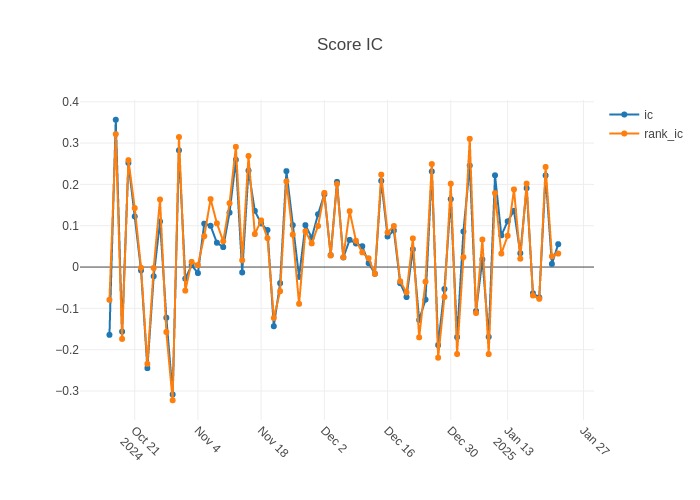 Score IC
ic
rank_ic
0.4
0.3
0.2
0.1
0
−0.1
−0.2
−0.3
Oct 21
2024
Nov 4
Nov 18
Dec 2
Dec 16
Dec 30
Jan 13
2025
Jan 27